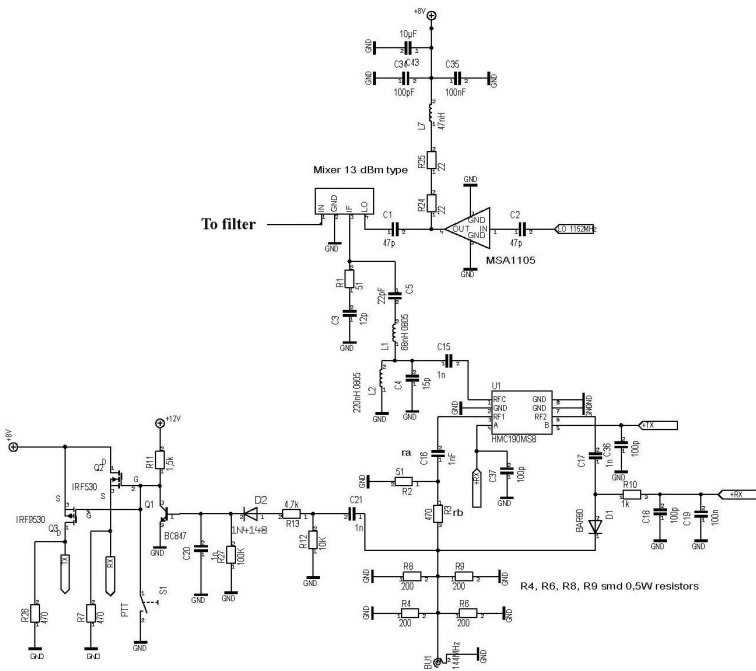 +8V
10µF
C43
GND
C34
C35
GND
GND
100pF
100nF
L7
47nH
R25
22
R24
22
Mixer 13 dBm type
IN
GND
IF
LO
To filter
C1
47p
GND
GND
OUT
IN
GND
GND
C2
47p
LO 1152MHz
MSA1105
GND
R1
51
C3
12p
GND
C5
22pF
L1
68nH 0805
L2
220nH 0805
GND
C4
15p
C15
1n
U1
RFC
GND
RF1
A
GND
GND
RF2
B
HMC190MS8
GND
GND
GND
+TX
C36
100p
GND
C17
1n
ra
C16
1nF
+RX
C37
100p
GND
GND
51
R2
R3
470
rb
R10
1k
+RX
C18
100p
C19
100n
GND
GND
BAR80
D1
+8V
+12V
R11
1,5k
Q2
D
G
S
IRF530
IRF9530
S
G
Q3
D
Q1
BC847
GND
D2
1N4148
4,7k
R13
C21
1n
C20
1n
GND
R27
100K
GND
R12
10K
GND
TX
RX
R26
470
GND
R7
470
GND
PTT
S1
GND
GND
R8
200
R9
200
GND
GND
R4
200
R6
200
GND
R4, R6, R8, R9 smd 0,5W resistors
BU1
144MHz
GND